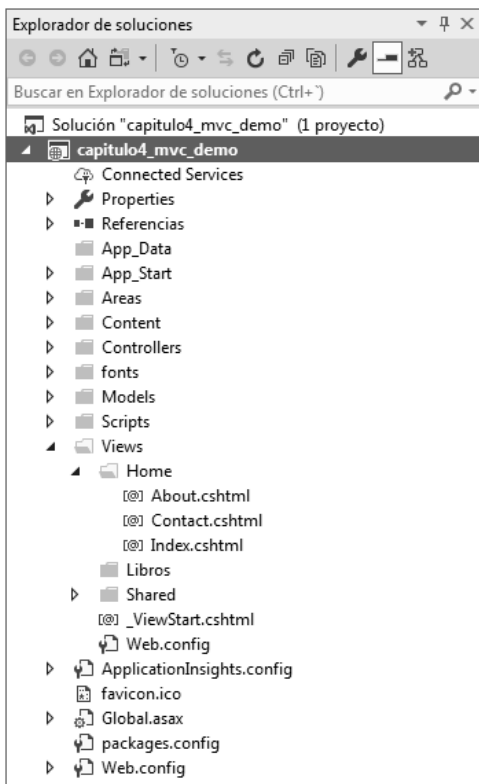 Explorador de soluciones
Buscar en Explorador de soluciones (Ctrl+`)
Solución "capitulo4_mvc_demo" (1 proyecto)
capitulo4_mvc_demo
Connected Services
Properties
Referencias
App_Data
App_Start
Areas
Content
Controllers
fonts
Models
Scripts
Views
Home
[@] About.cshtml
[@] Contact.cshtml
[@] Index.cshtml
Libros
Shared
[@] _ViewStart.cshtml
Web.config
ApplicationInsights.config
favicon.ico
Global.asax
packages.config
Web.config